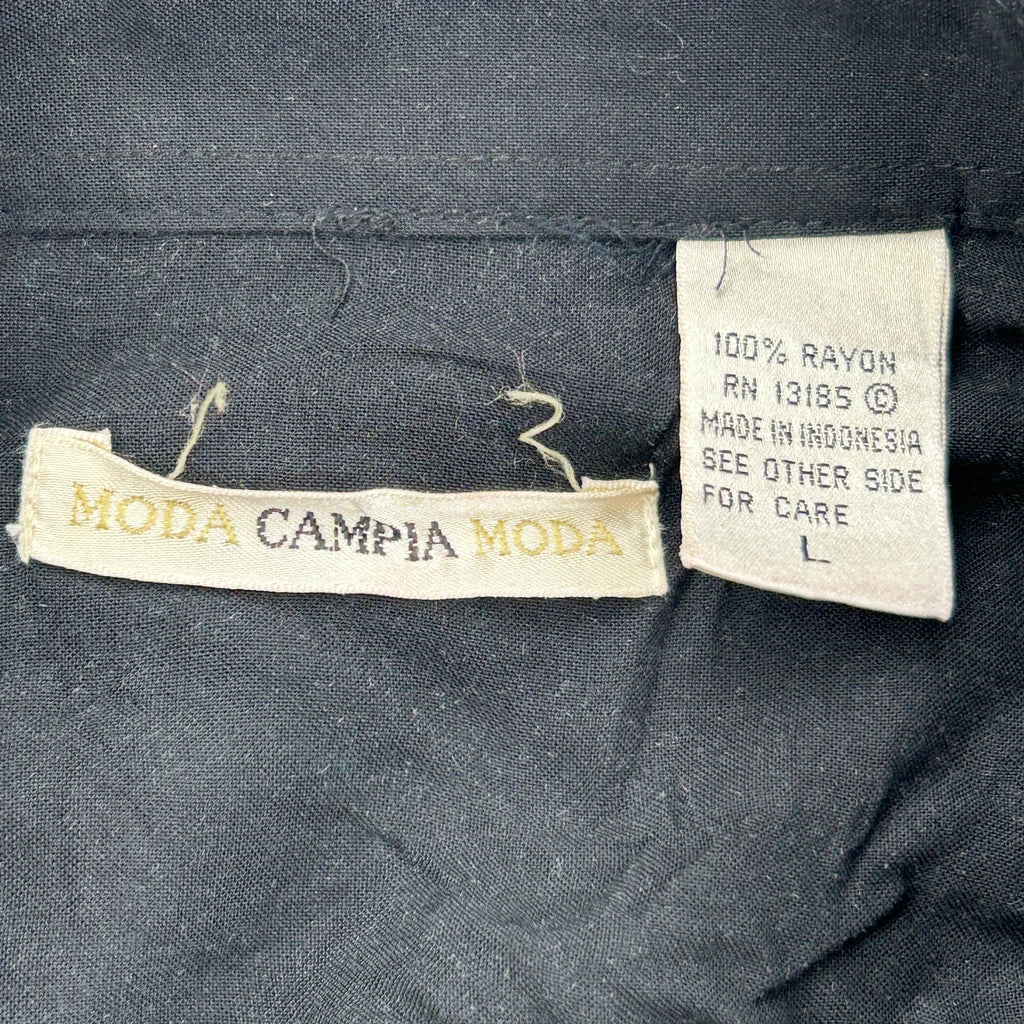 MODA CAMPIA MODA
100% RAYON
RN 13185 ©
MADE IN INDONESIA
SEE OTHER SIDE
FOR CARE
L